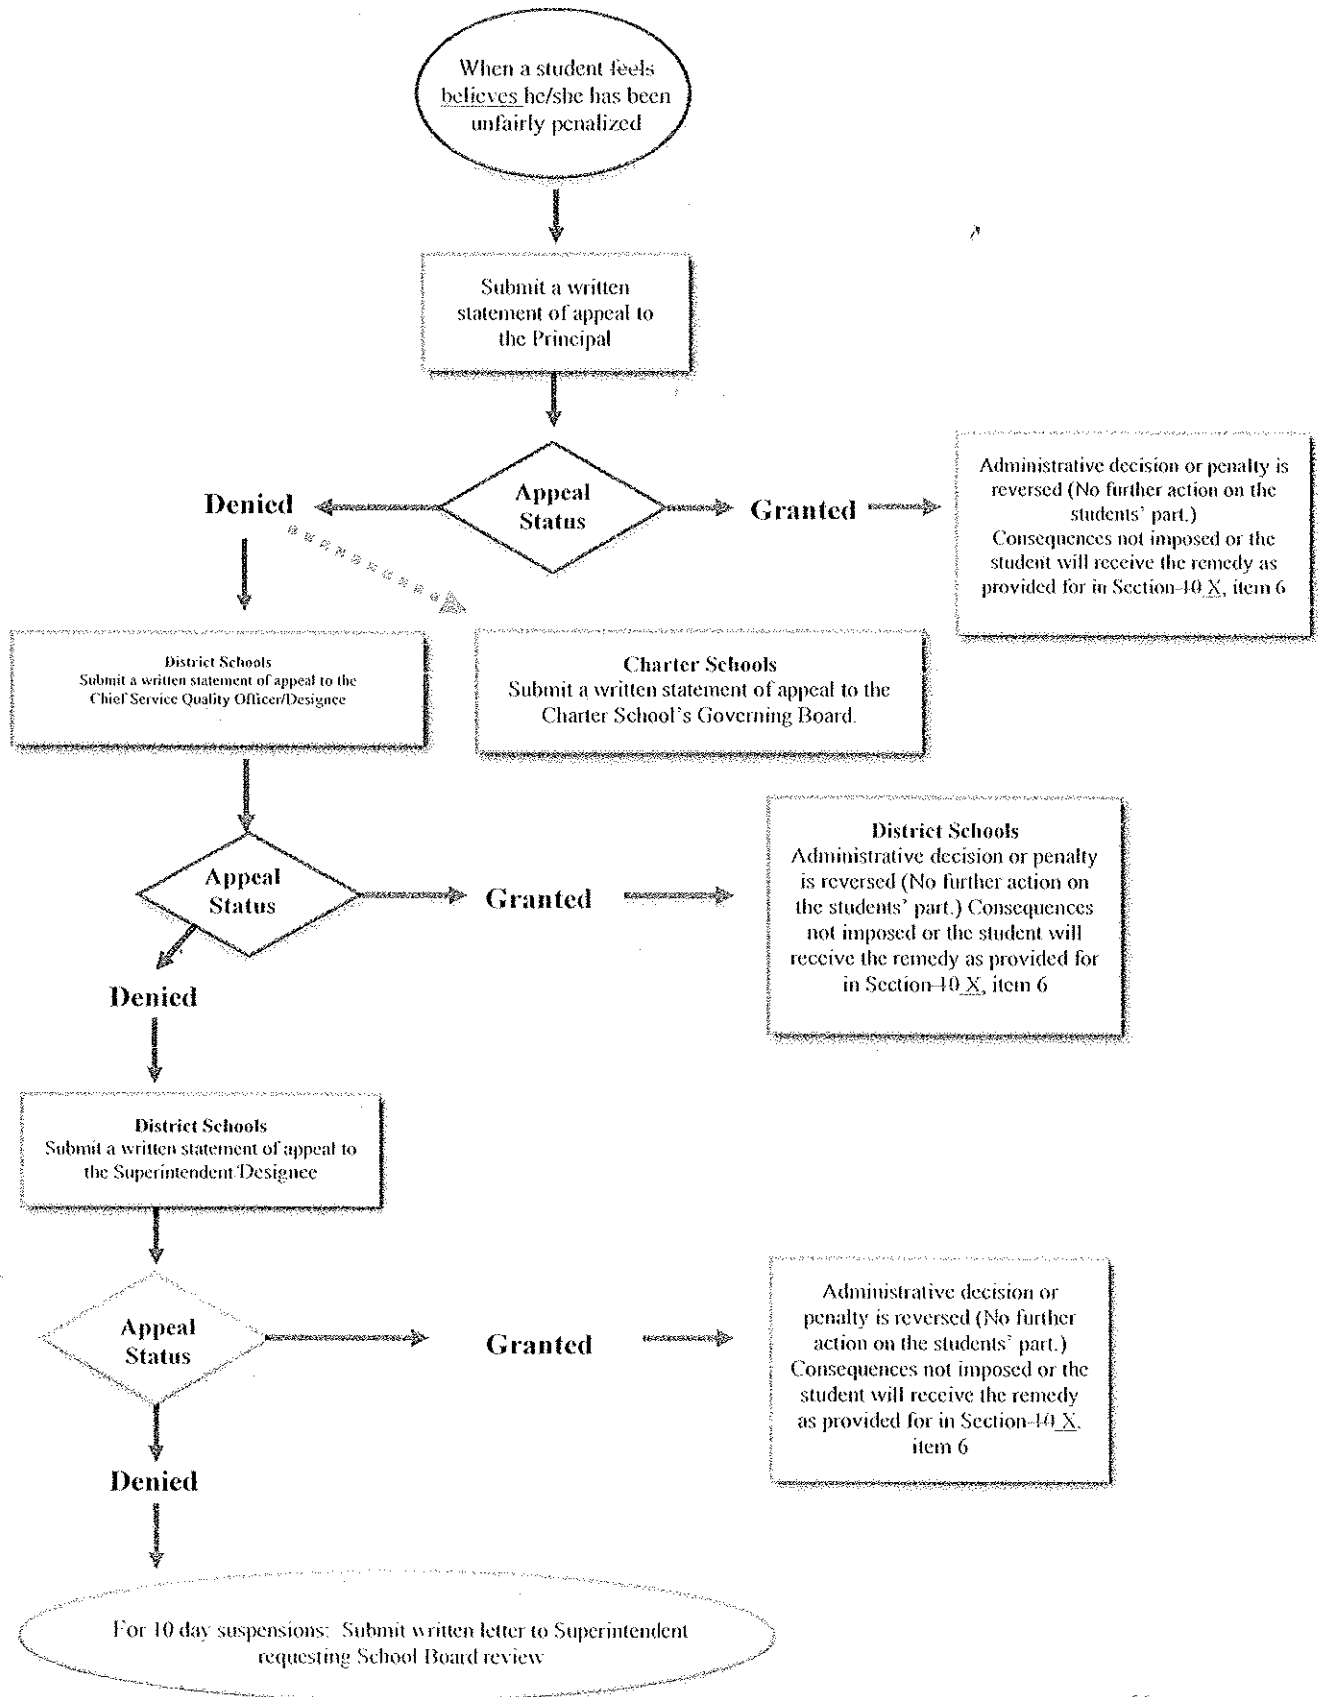 When a student feels
believes he/she has been
unfairly penalized
Submit a written
statement of appeal to
the Principal
Appeal
Status
Denied
Granted
Administrative decision or penalty is
reversed (No further action on the
students' part.)
Consequences not imposed or the
student will receive the remedy as
provided for in Section 10 X, item 6
District Schools
Submit a written statement of appeal to the
Chief Service Quality Officer/Designee
Charter Schools
Submit a written statement of appeal to the
Charter School's Governing Board.
Appeal
Status
Granted
District Schools
Administrative decision or penalty
is reversed (No further action on
the students' part.) Consequences
not imposed or the student will
receive the remedy as provided for
in Section 10 X, item 6
Denied
District Schools
Submit a written statement of appeal to
the Superintendent/Designee
Appeal
Status
Granted
Administrative decision or
penalty is reversed (No further
action on the students' part.)
Consequences not imposed or the
student will receive the remedy
as provided for in Section 10 X,
item 6
Denied
For 10 day suspensions: Submit written letter to Superintendent
requesting School Board review